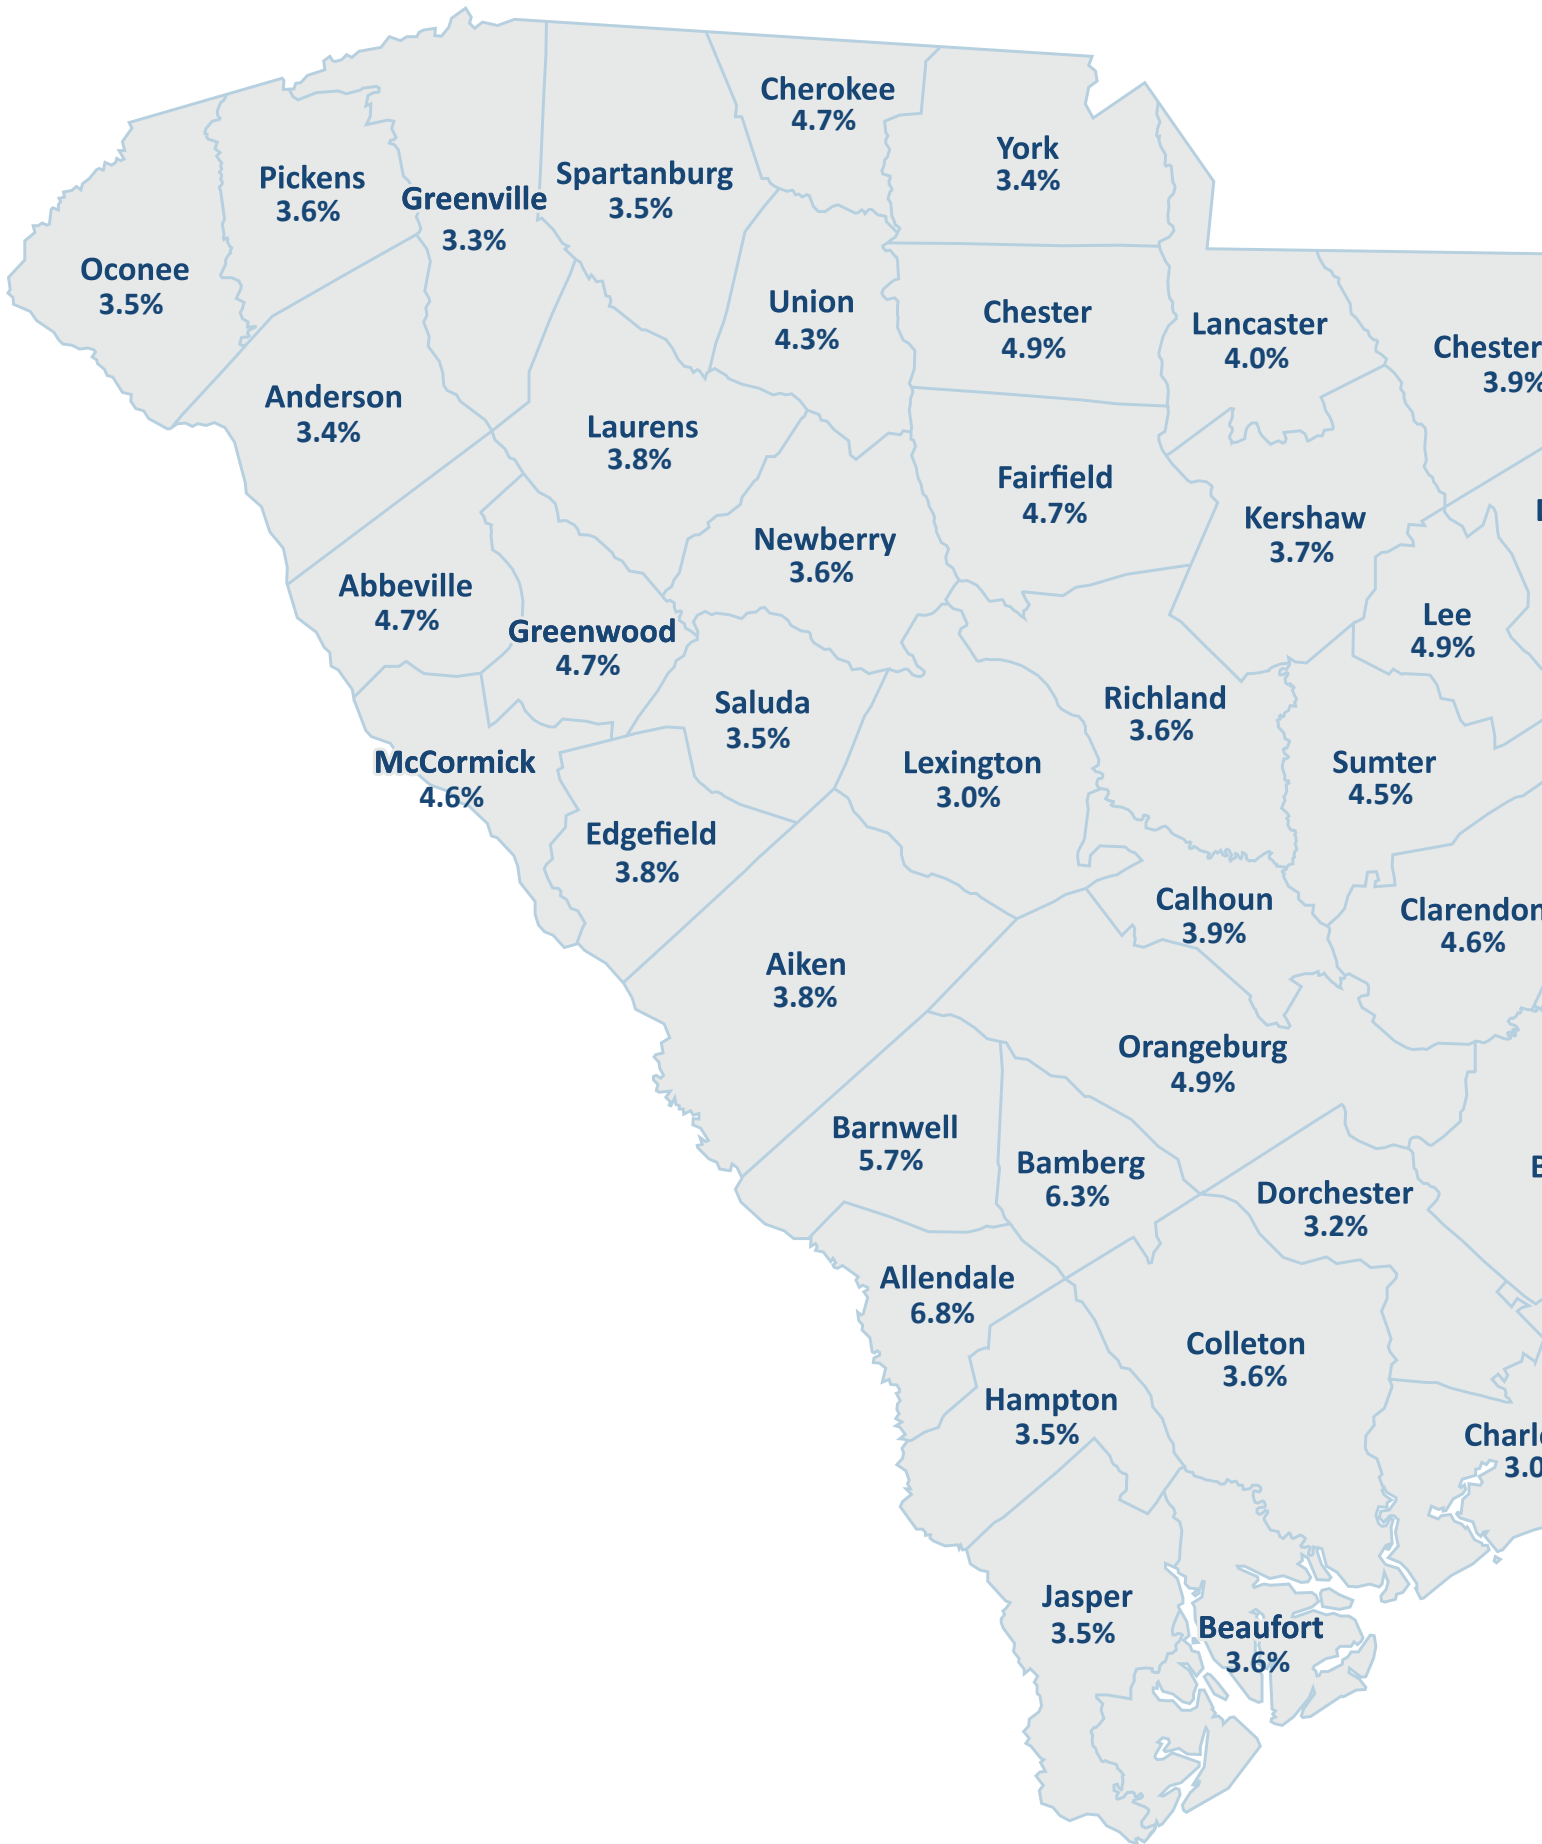 Cherokee
4.7%
York
3.4%
Pickens
3.6%
Greenville
3.3%
Spartanburg
3.5%
Oconee
3.5%
Union
4.3%
Chester
4.9%
Lancaster
4.0%
Chester
3.9%
Anderson
3.4%
Laurens
3.8%
Fairfield
4.7%
Kershaw
3.7%
Newberry
3.6%
Abbeville
4.7%
Greenwood
4.7%
Lee
4.9%
Saluda
3.5%
Richland
3.6%
McCormick
4.6%
Lexington
3.0%
Sumter
4.5%
Edgefield
3.8%
Calhoun
3.9%
Clarendon
4.6%
Aiken
3.8%
Orangeburg
4.9%
Barnwell
5.7%
Bamberg
6.3%
Dorchester
3.2%
Allendale
6.8%
Colleton
3.6%
Hampton
3.5%
Charl
3.0
Jasper
3.5%
Beaufort
3.6%